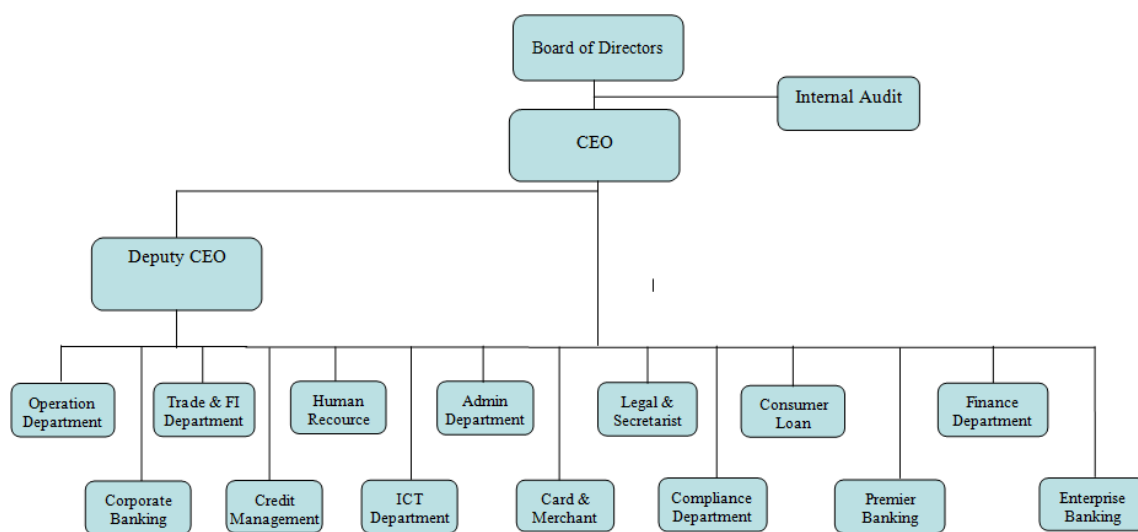 Board of Directors
Internal Audit
CEO
Deputy CEO
Operation
Department
Trade & FI
Department
Human
Recource
Admin
Department
Legal &
Secretarist
Consumer
Loan
Finance
Department
Corporate
Banking
Credit
Management
ICT
Department
Card &
Merchant
Compliance
Department
Premier
Banking
Enterprise
Banking